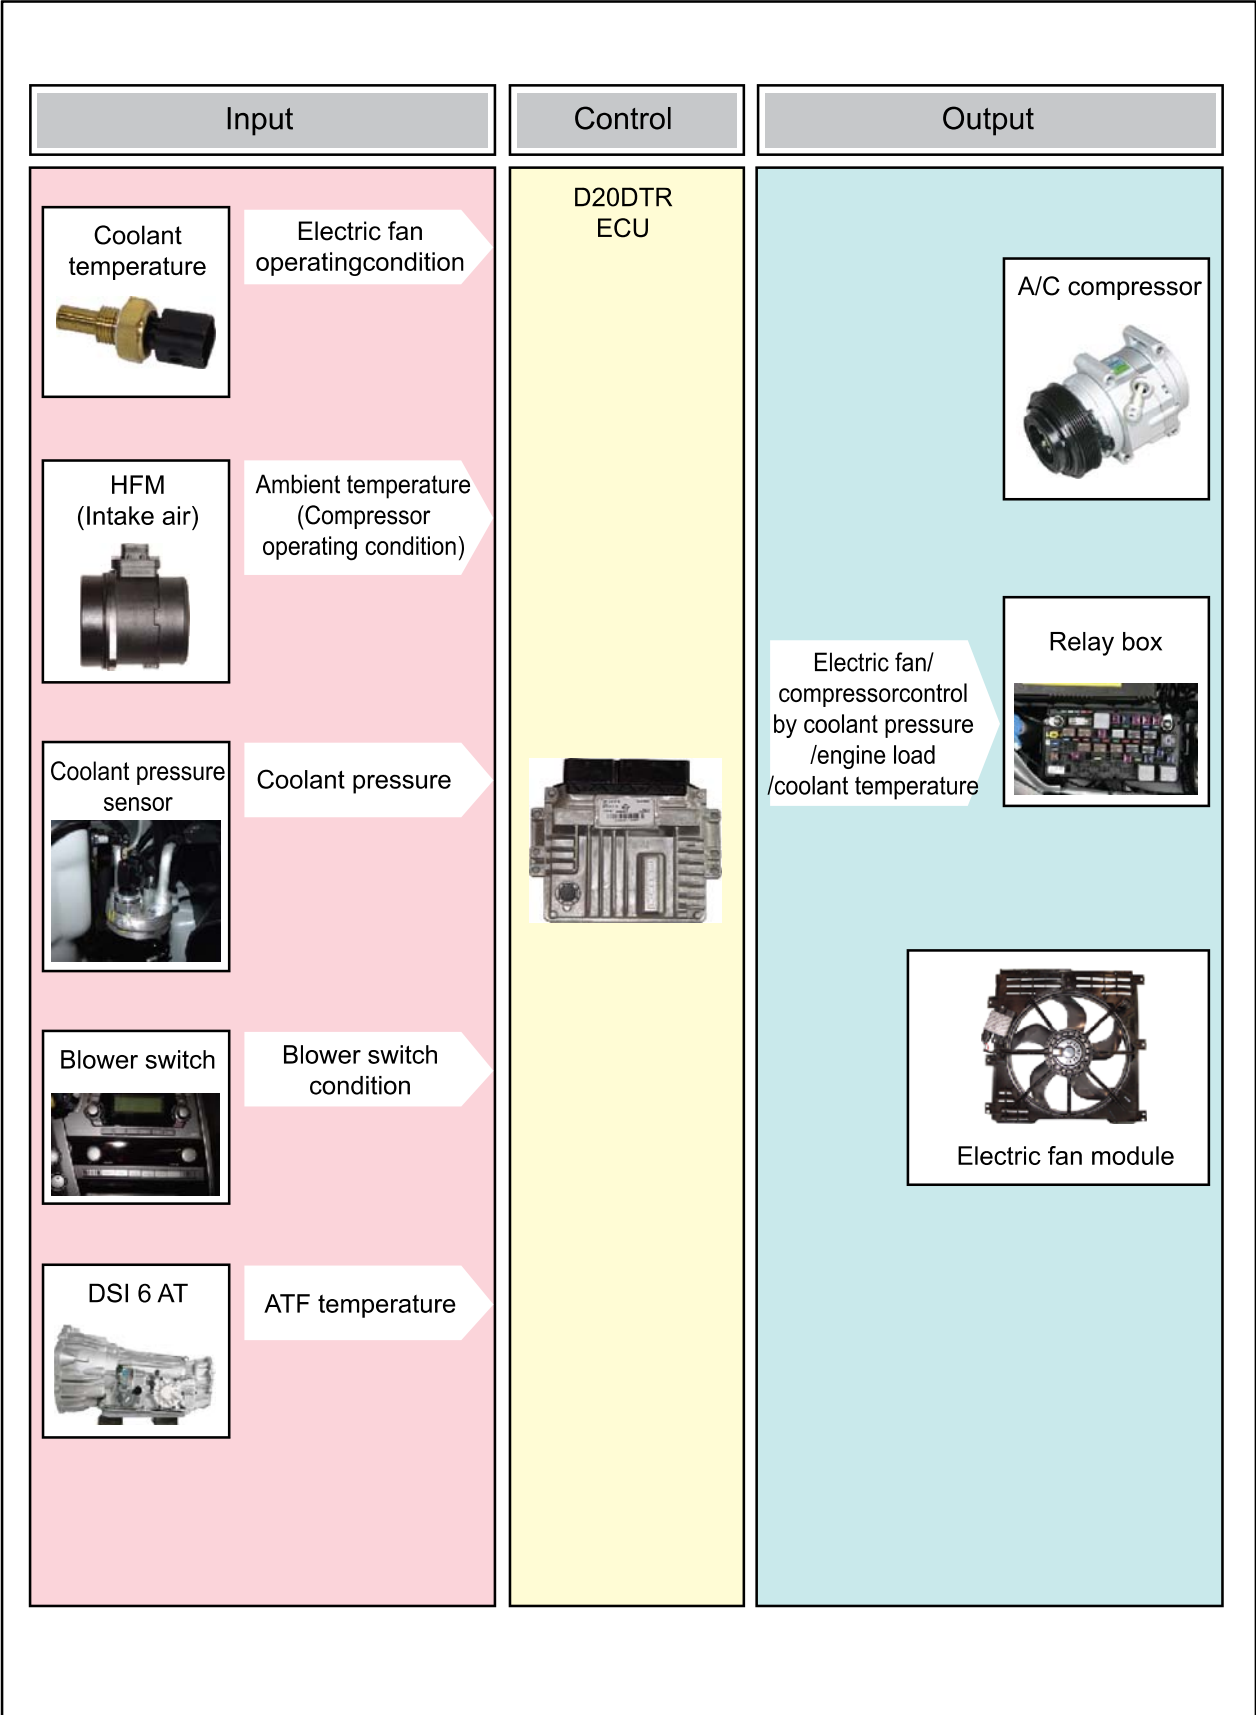 Input
Control
Output
Coolant
temperature
Electric fan
operatingcondition
HFM
(Intake air)
Ambient temperature
(Compressor
operating condition)
Coolant pressure
sensor
Coolant pressure
Blower switch
Blower switch
condition
DSI 6 AT
ATF temperature
D20DTR
ECU
A/C compressor
Electric fan/
compressorcontrol
by coolant pressure
/engine load
/coolant temperature
Relay box
Electric fan module